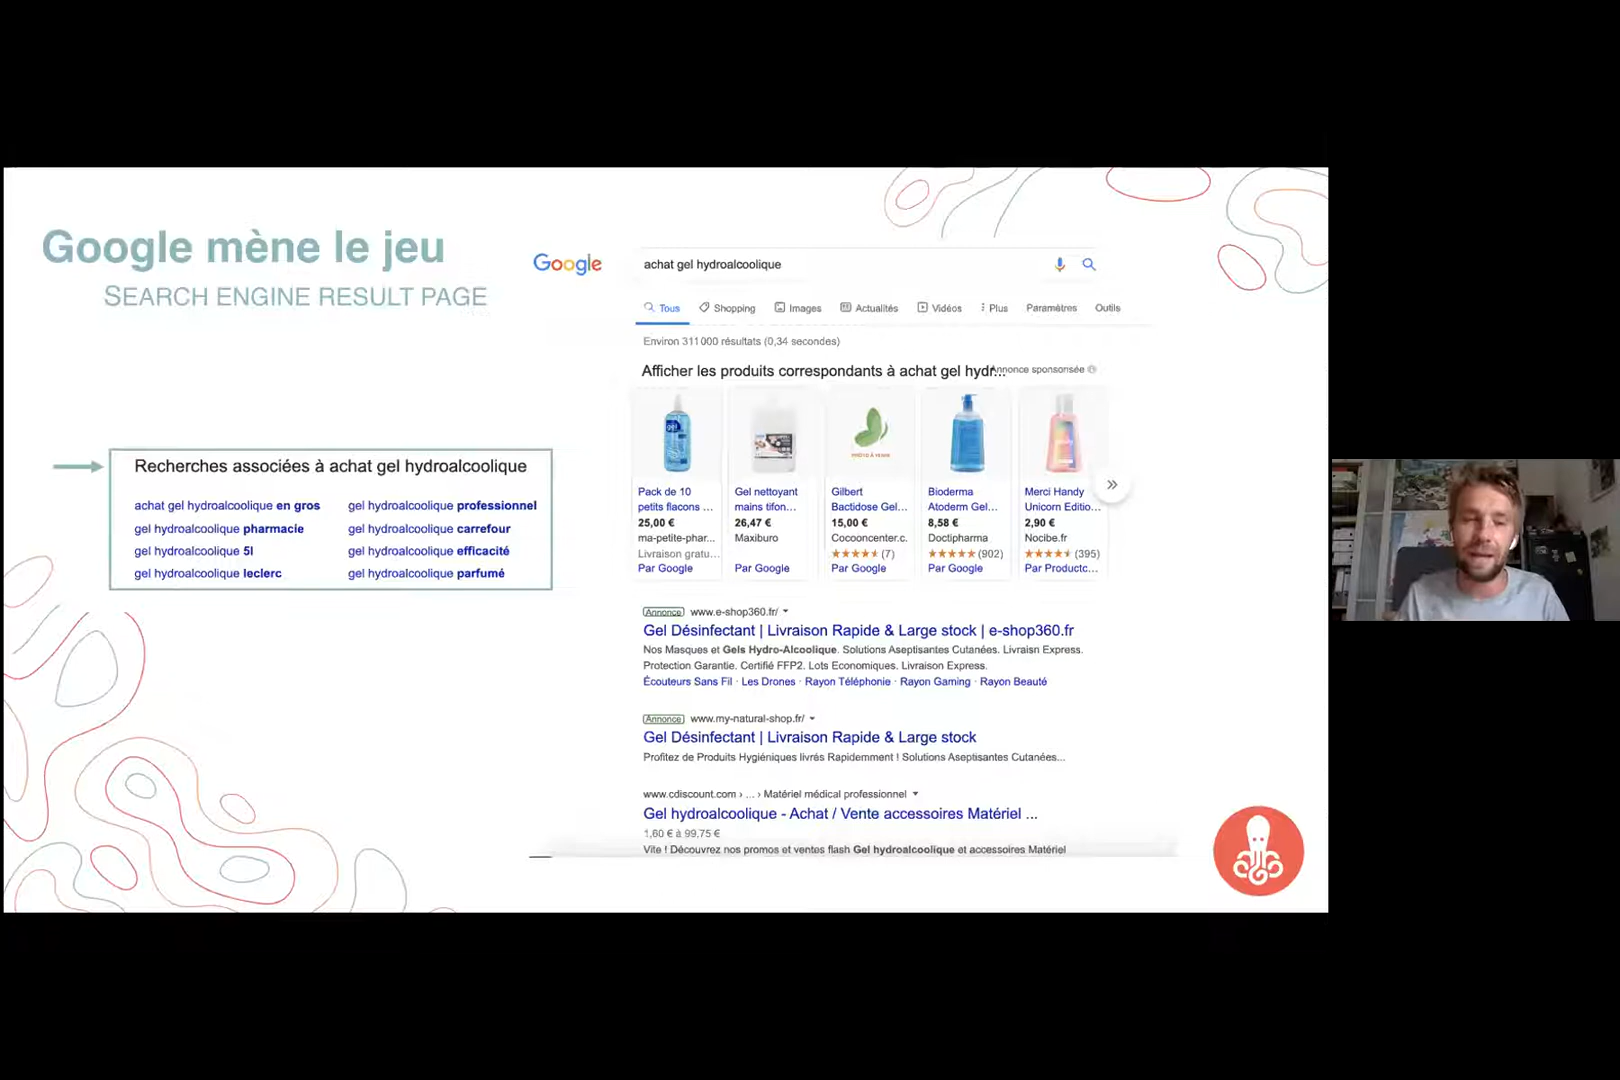 Google mène le jeu
SEARCH ENGINE RESULT PAGE
Recherches associées à achat gel hydroalcoolique
achat gel hydroalcoolique en gros
gel hydroalcoolique professionnel
gel hydroalcoolique pharmacie
gel hydroalcoolique carrefour
gel hydroalcoolique 5l
gel hydroalcoolique efficacité
gel hydroalcoolique leclerc
gel hydroalcoolique parfumé
Google
achat gel hydroalcoolique
Tous Shopping Images Actualités Vidéos Plus Paramètres Outils
Environ 311 000 résultats (0,34 secondes)
Afficher les produits correspondants à achat gel hydr...
Annonce sponsorisée
Pack de 10
petits flacons ...
25,00 €
ma-petite-phar...
Livraison gratu...
Par Google
Gel nettoyant
mains tifon...
26,47 €
Maxiburo
Par Google
PHOTO À VENIR
Gilbert
Bactidose Gel...
15,00 €
Cocooncenter.c.
(7)
Par Google
Bioderma
Atoderm Gel...
8,58 €
Doctipharma
(902)
Par Google
Merci Handy
Unicorn Editio...
2,90 €
Nocibe.fr
(395)
Par Productc...
Annonce www.e-shop360.fr/
Gel Désinfectant | Livraison Rapide & Large stock | e-shop360.fr
Nos Masques et Gels Hydro-Alcoolique. Solutions Aseptisantes Cutanées. Livraisn Express.
Protection Garantie. Certifié FFP2. Lots Economiques. Livraison Express.
Écouteurs Sans Fil · Les Drones · Rayon Téléphonie · Rayon Gaming · Rayon Beauté
Annonce www.my-natural-shop.fr/
Gel Désinfectant | Livraison Rapide & Large stock
Profitez de Produits Hygiéniques livrés Rapidemment ! Solutions Aseptisantes Cutanées...
www.cdiscount.com › ... › Matériel médical professionnel
Gel hydroalcoolique - Achat / Vente accessoires Matériel ...
1,60 € à 99,75 €
Vite ! Découvrez nos promos et ventes flash Gel hydroalcoolique et accessoires Matériel